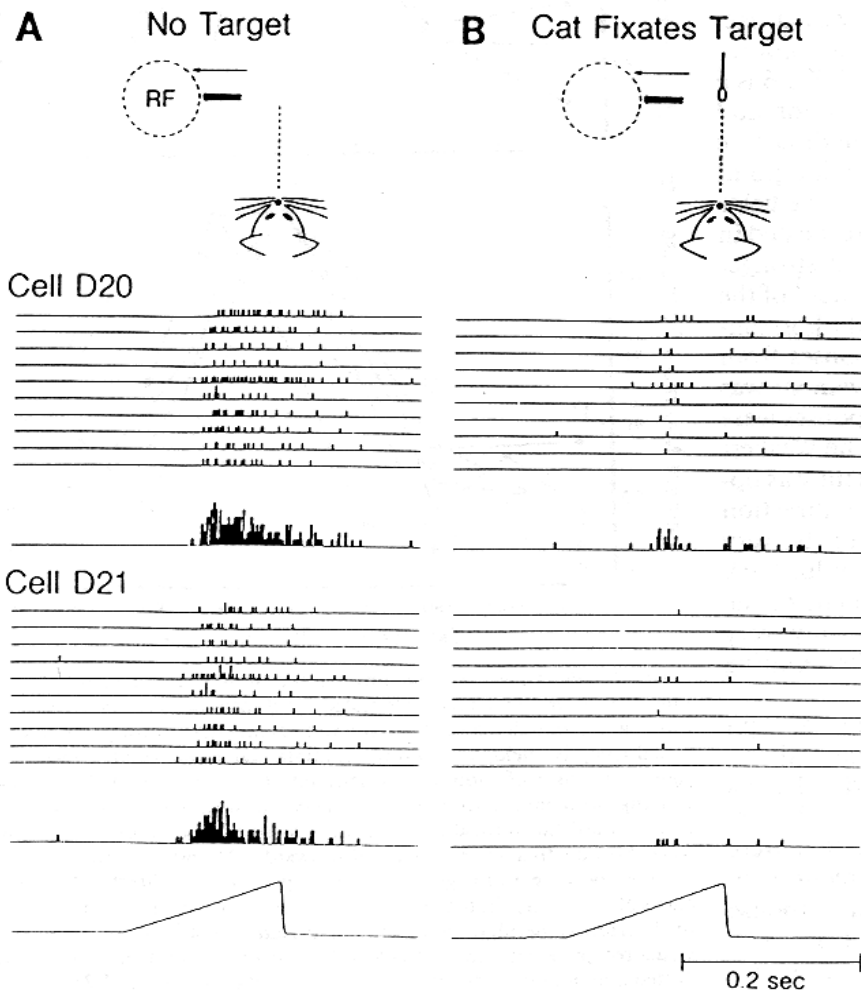 A No Target
B Cat Fixates Target
RF
Cell D20
Cell D21
0.2 sec